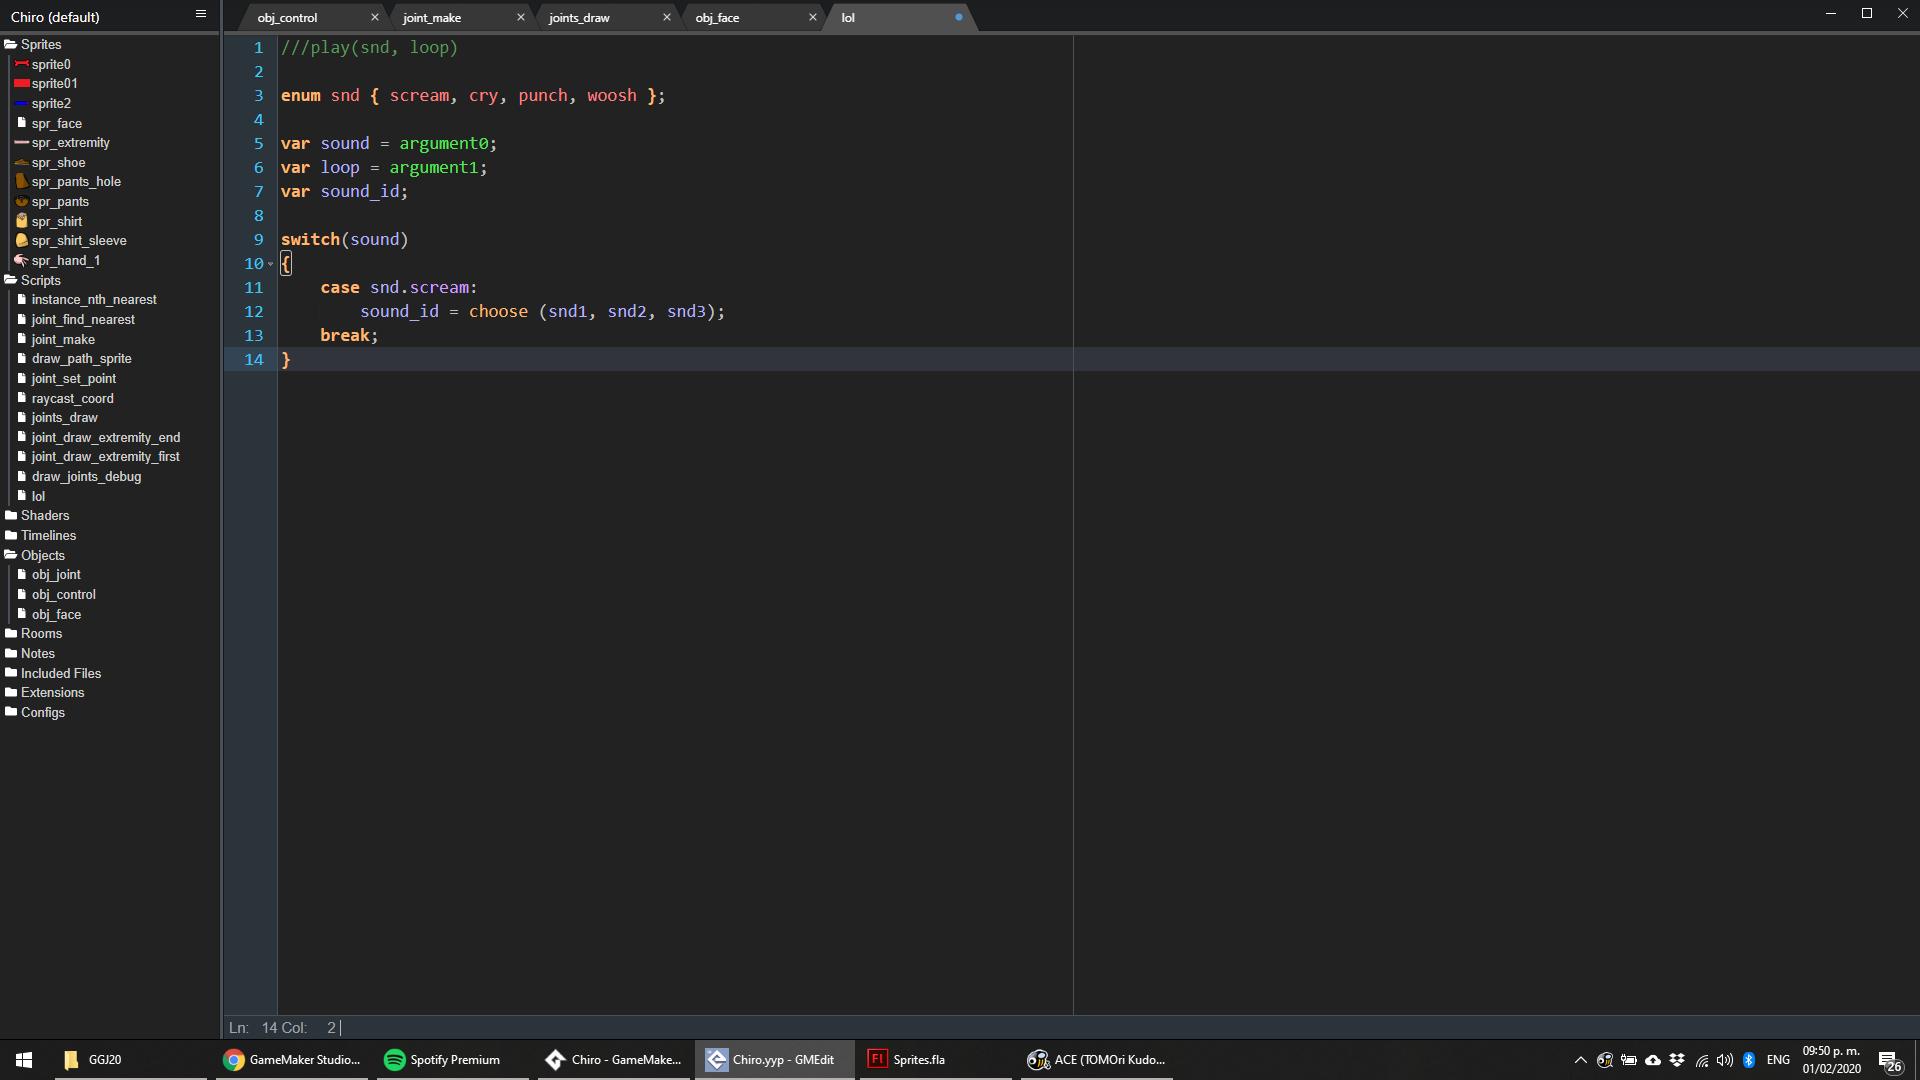 Chiro (default)
obj_control
joint_make
joints_draw
obj_face
lol
Sprites
sprite0
sprite01
sprite2
spr_face
spr_extremity
spr_shoe
spr_pants_hole
spr_pants
spr_shirt
spr_shirt_sleeve
spr_hand_1
Scripts
instance_nth_nearest
joint_find_nearest
joint_make
draw_path_sprite
joint_set_point
raycast_coord
joints_draw
joint_draw_extremity_end
joint_draw_extremity_first
draw_joints_debug
lol
Shaders
Timelines
Objects
obj_joint
obj_control
obj_face
Rooms
Notes
Included Files
Extensions
Configs
1 ///play(snd, loop)
2
3 enum snd { scream, cry, punch, woosh };
4
5 var sound = argument0;
6 var loop = argument1;
7 var sound_id;
8
9 switch(sound)
10 {
11 case snd.scream:
12 sound_id = choose (snd1, snd2, snd3);
13 break;
14 }
Ln: 14 Col: 2
GGJ20
GameMaker Studio...
Spotify Premium
Chiro - GameMake...
Chiro.yyp - GMEdit
Fl Sprites.fla
ACE (TOMOri Kudo...
ENG
09:50 p. m.
01/02/2020
26